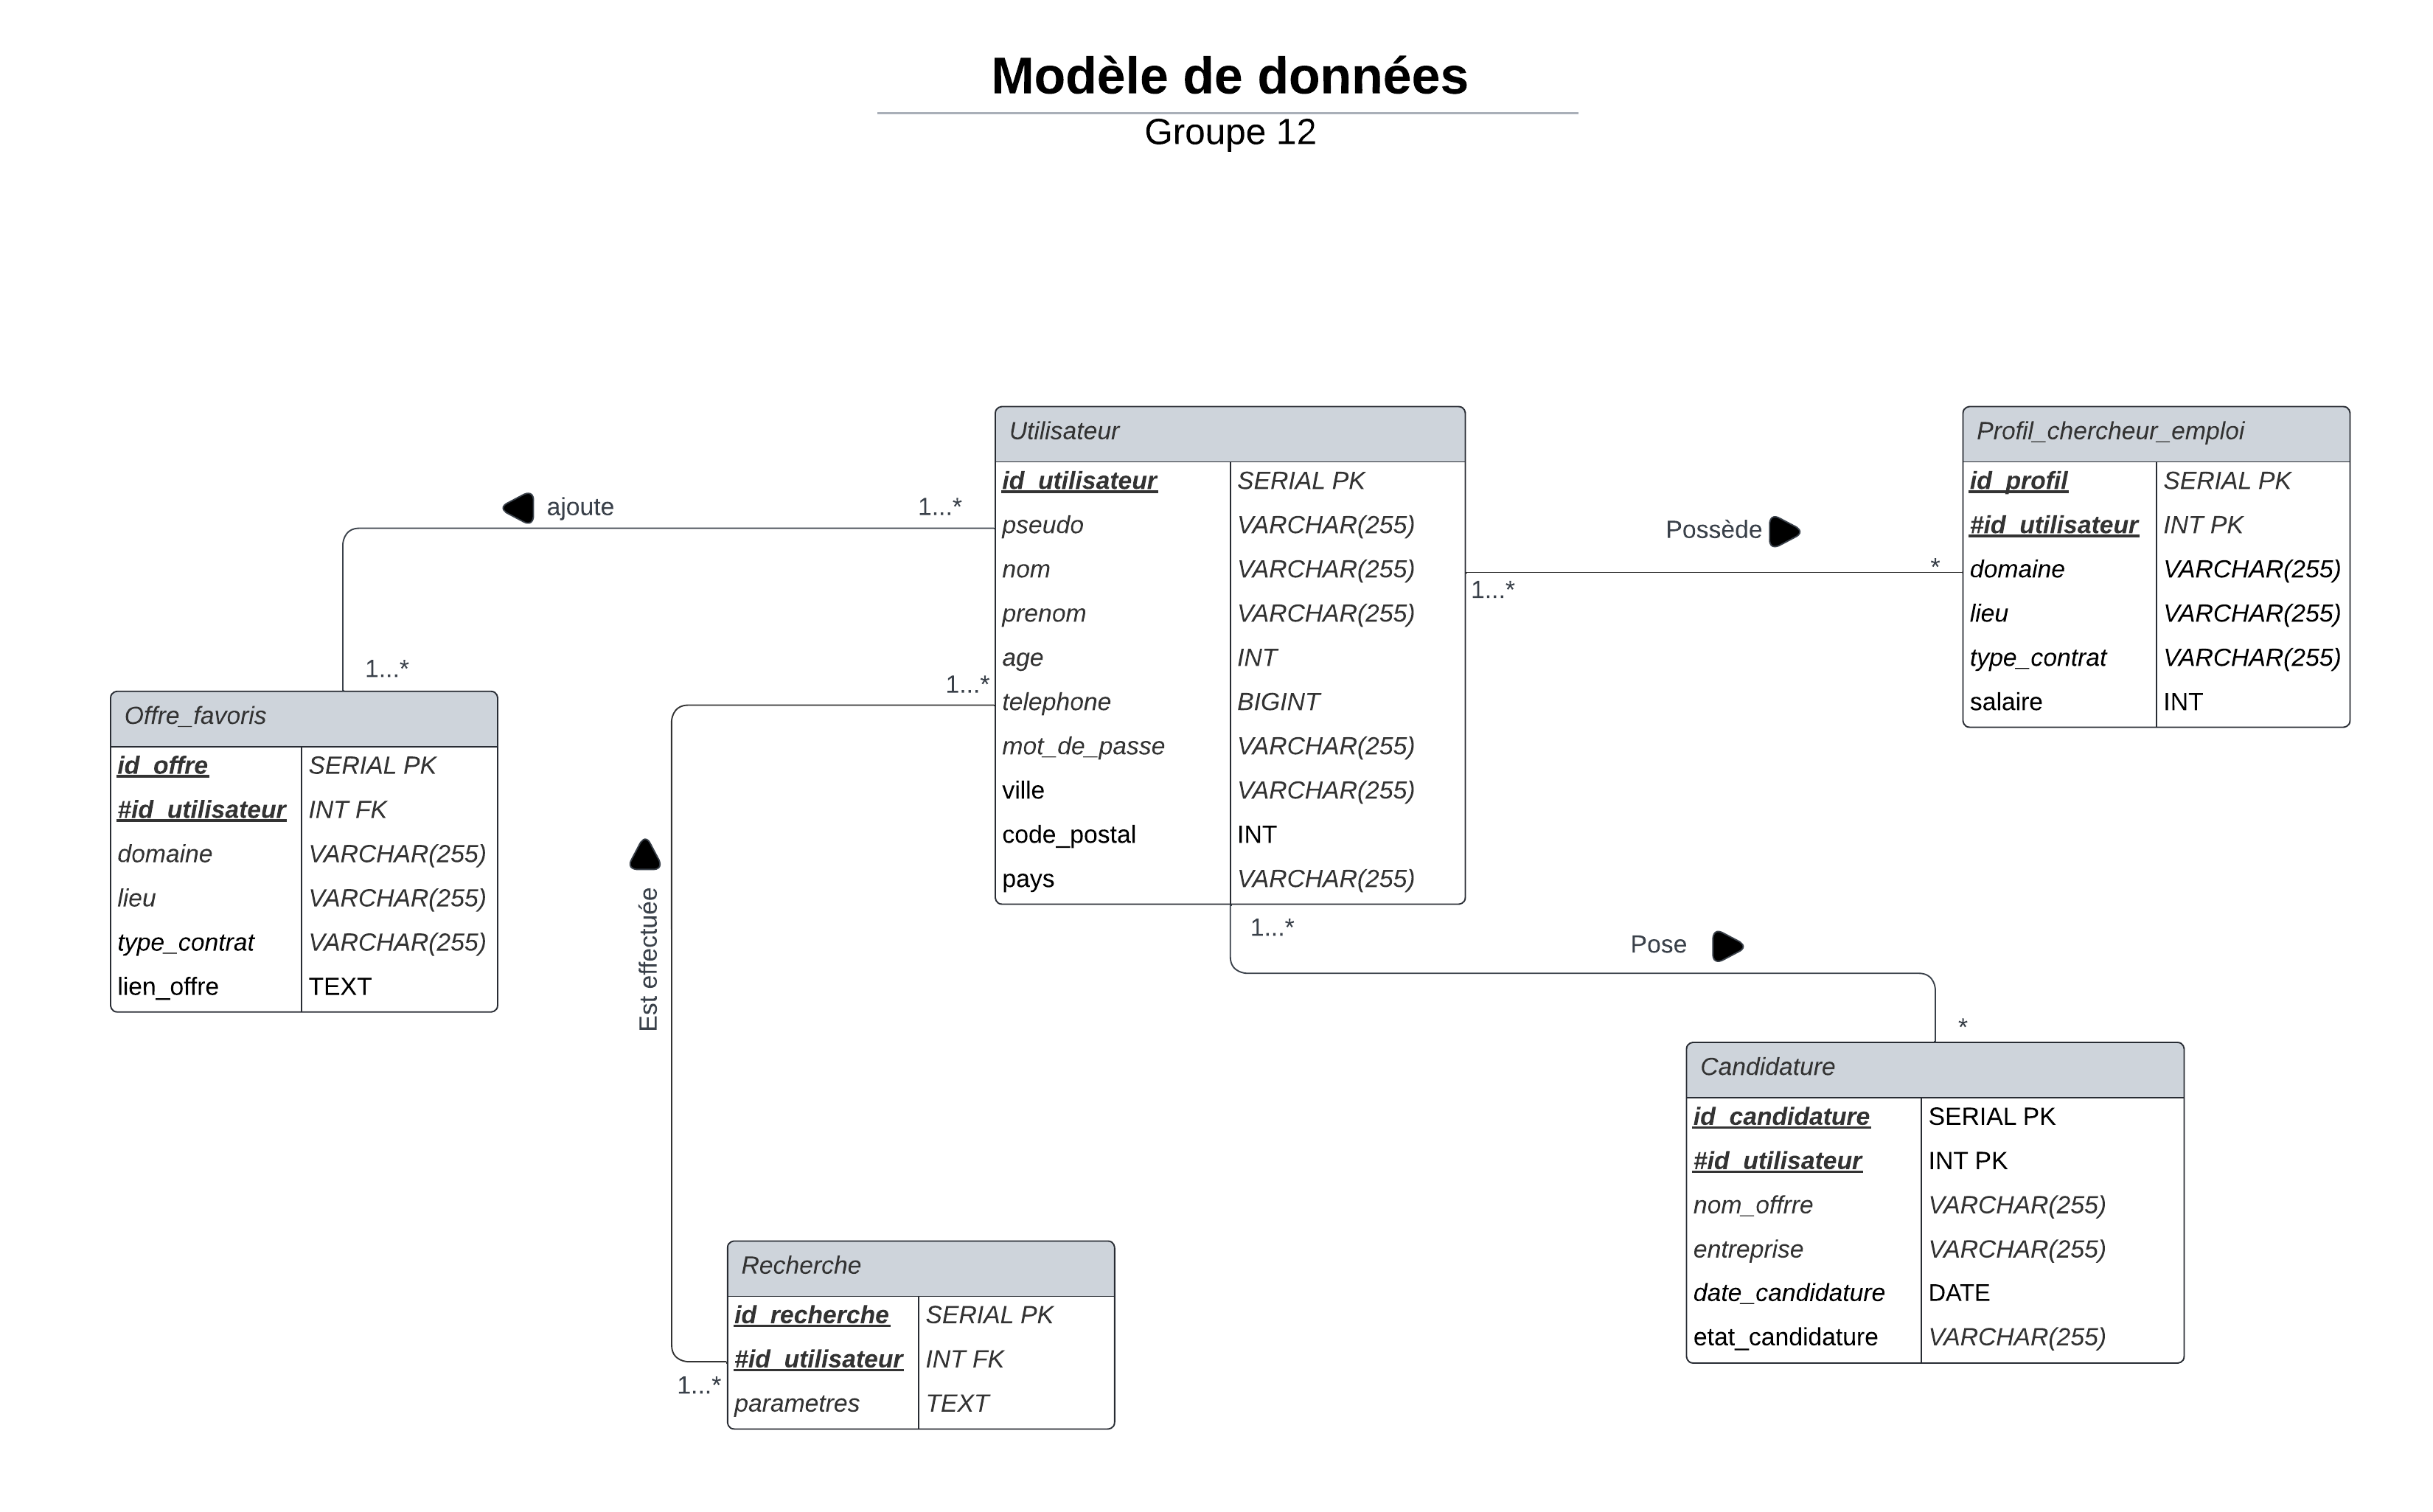 Modèle de données
Groupe 12
Utilisateur
id_utilisateur SERIAL PK
pseudo VARCHAR(255)
nom VARCHAR(255)
prenom VARCHAR(255)
age INT
telephone BIGINT
mot_de_passe VARCHAR(255)
ville VARCHAR(255)
code_postal INT
pays VARCHAR(255)
Profil_chercheur_emploi
id_profil SERIAL PK
#id_utilisateur INT PK
domaine VARCHAR(255)
lieu VARCHAR(255)
type_contrat VARCHAR(255)
salaire INT
ajoute
1...*
1...*
Possède
1...*
*
Offre_favoris
id_offre SERIAL PK
#id_utilisateur INT FK
domaine VARCHAR(255)
lieu VARCHAR(255)
type_contrat VARCHAR(255)
lien_offre TEXT
1...*
Est effectuée
1...*
1...*
Pose
*
Candidature
id_candidature SERIAL PK
#id_utilisateur INT PK
nom_offrre VARCHAR(255)
entreprise VARCHAR(255)
date_candidature DATE
etat_candidature VARCHAR(255)
Recherche
id_recherche SERIAL PK
#id_utilisateur INT FK
parametres TEXT